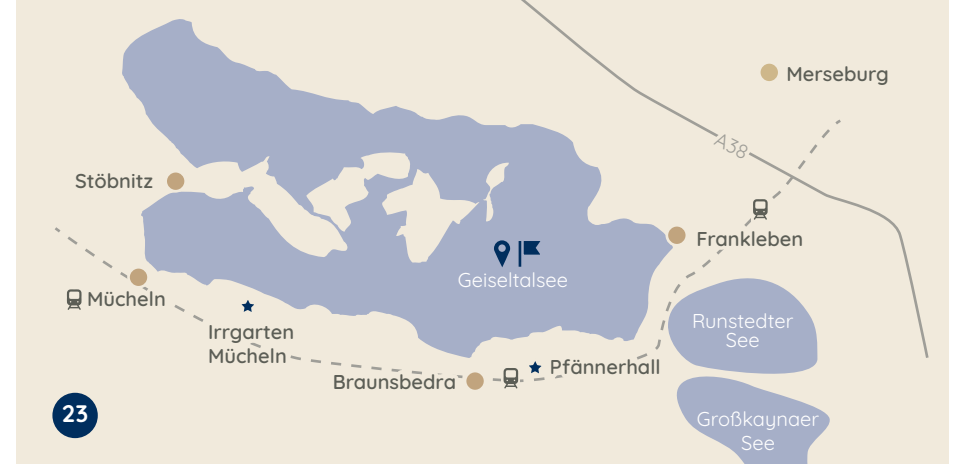 Merseburg
A38
Stöbnitz
Frankleben
Geiseltalsee
Mücheln
Runstedter
See
Irrgarten
Mücheln
Pfännerhall
Braunsbedra
23
Großkaynaer
See